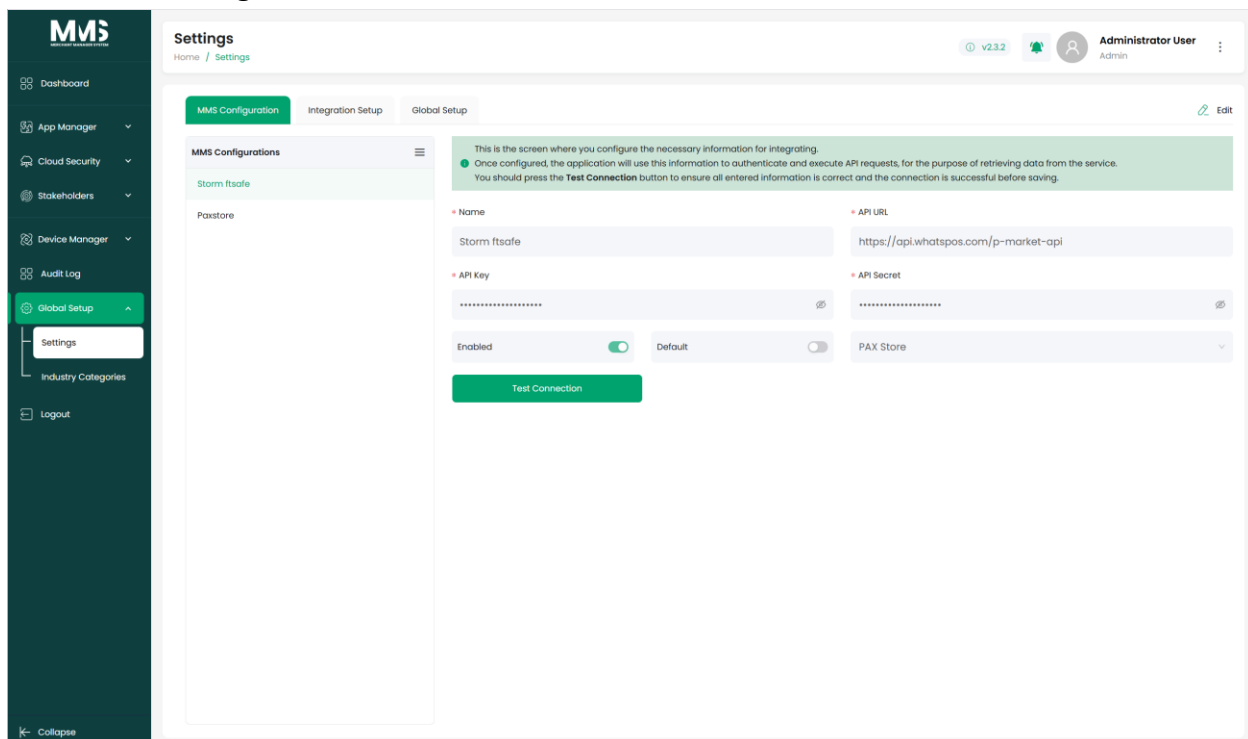 MMS
MERCHANT MANAGER SYSTEM
Dashboard
App Manager
Cloud Security
Stakeholders
Device Manager
Audit Log
Global Setup
Settings
Industry Categories
Logout
Collapse
Settings
Home / Settings
v2.3.2
Administrator User
Admin
MMS Configuration
Integration Setup
Global Setup
Edit
MMS Configurations
Storm ftsafe
Paxstore
This is the screen where you configure the necessary information for integrating.
Once configured, the application will use this information to authenticate and execute API requests, for the purpose of retrieving data from the service.
You should press the Test Connection button to ensure all entered information is correct and the connection is successful before saving.
* Name
Storm ftsafe
* API URL
https://api.whatspos.com/p-market-api
* API Key
* API Secret
Enabled
Default
PAX Store
Test Connection